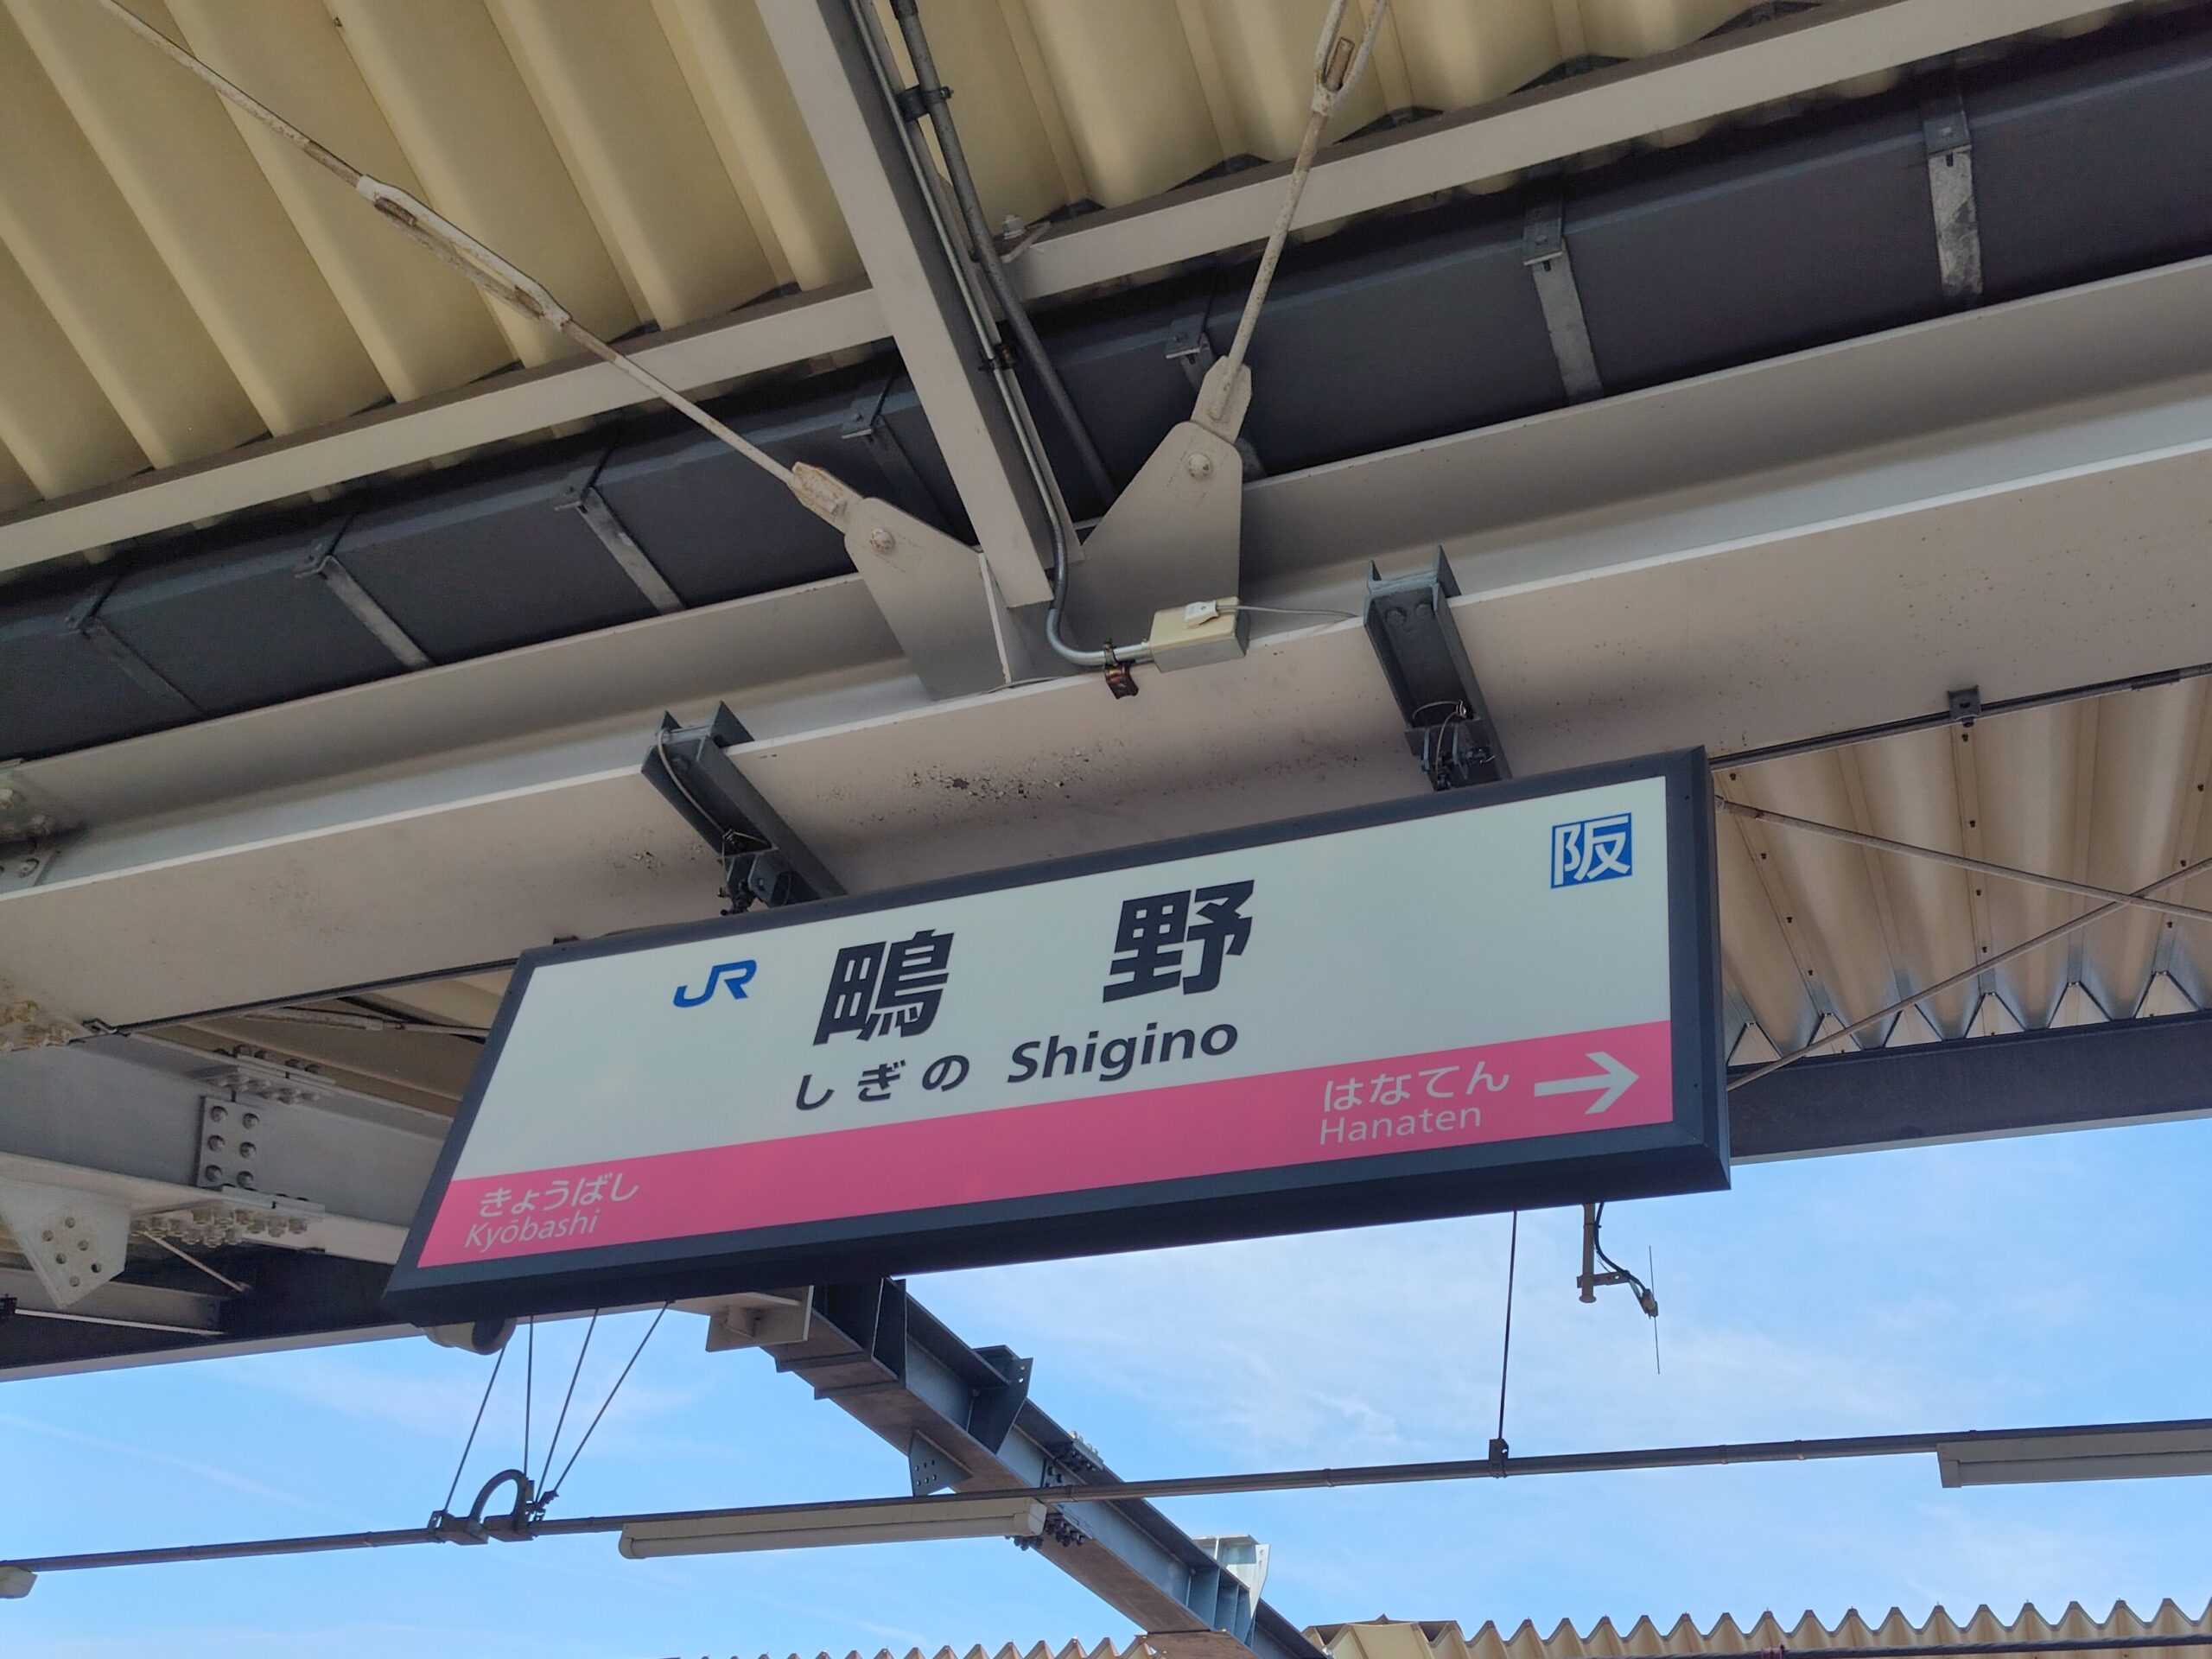 JR
鴫野
阪
しぎの Shigino
はなてん →
Hanaten
きょうばし
Kyōbashi